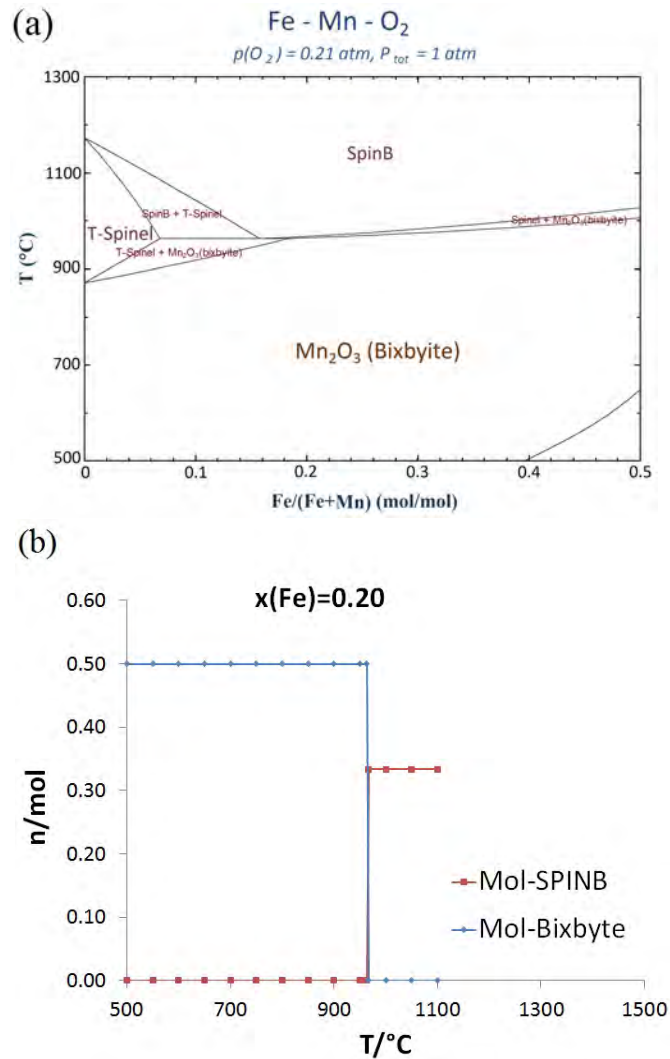 (a)
Fe - Mn - O₂
p(O₂) = 0.21 atm, P tot = 1 atm
1300
1100
900
700
500
T (°C)
SpinB
SpinB + T-Spinel
T-Spinel
T-Spinel + Mn₂O₃(bixbyite)
Spinel + Mn₂O₃(bixbyite)
Mn₂O₃ (Bixbyite)
0 0.1 0.2 0.3 0.4 0.5
Fe/(Fe+Mn) (mol/mol)
(b)
x(Fe)=0.20
0.60
0.50
0.40
0.30
0.20
0.10
0.00
n/mol
Mol-SPINB
Mol-Bixbyte
500 700 900 1100 1300 1500
T/°C